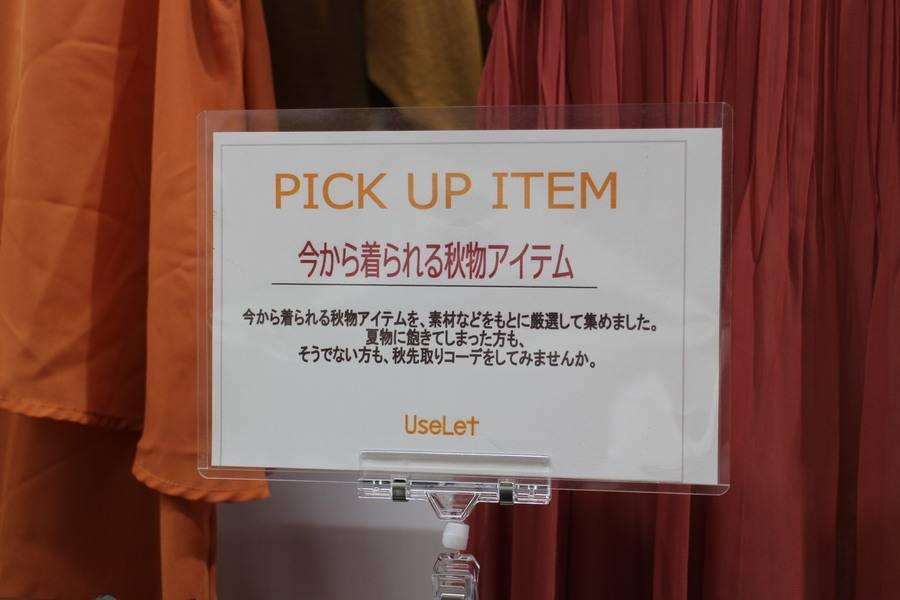 PICK UP ITEM
今から着られる秋物アイテム
今から着られる秋物アイテムを、素材などをもとに厳選して集めました。
夏物に飽きてしまった方も、
そうでない方も、秋先取りコーデをしてみませんか。
UseLet